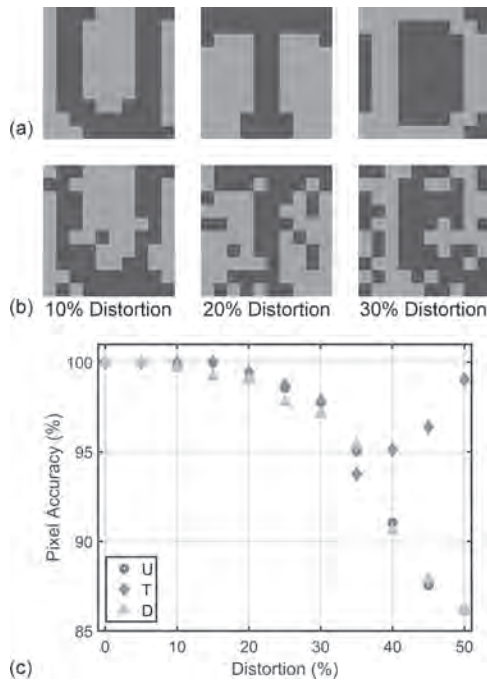 (a)
(b) 10% Distortion 20% Distortion 30% Distortion
100
95
90
85
Pixel Accuracy (%)
U
T
D
0 10 20 30 40 50
(c) Distortion (%)